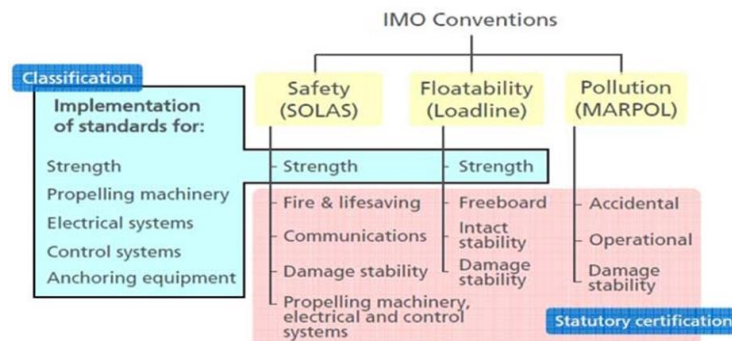 IMO Conventions
Classification
Implementation
of standards for:
Strength
Propelling machinery
Electrical systems
Control systems
Anchoring equipment
Safety
(SOLAS)
Strength
Fire & lifesaving
Communications
Damage stability
Propelling machinery,
electrical and control
systems
Floatability
(Loadline)
Strength
Freeboard
Intact
stability
Damage
stability
Pollution
(MARPOL)
Accidental
Operational
Damage
stability
Statutory certification